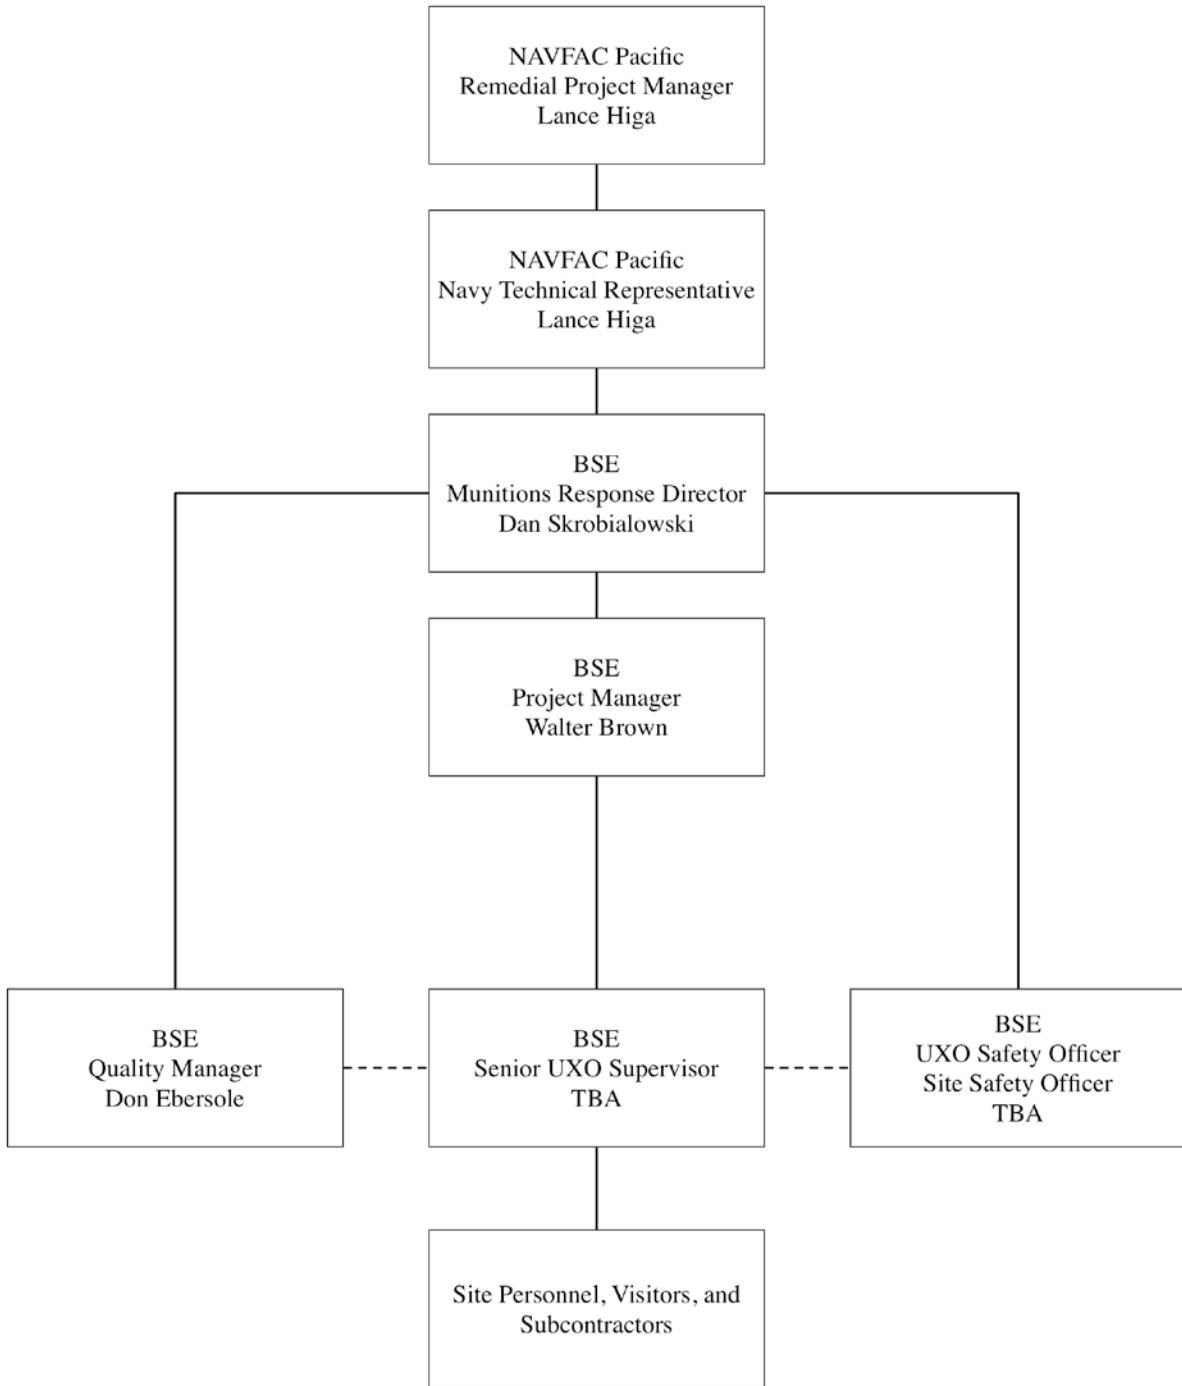 NAVFAC Pacific
Remedial Project Manager
Lance Higa
NAVFAC Pacific
Navy Technical Representative
Lance Higa
BSE
Munitions Response Director
Dan Skrobialowski
BSE
Project Manager
Walter Brown
BSE
Quality Manager
Don Ebersole
BSE
Senior UXO Supervisor
TBA
BSE
UXO Safety Officer
Site Safety Officer
TBA
Site Personnel, Visitors, and
Subcontractors